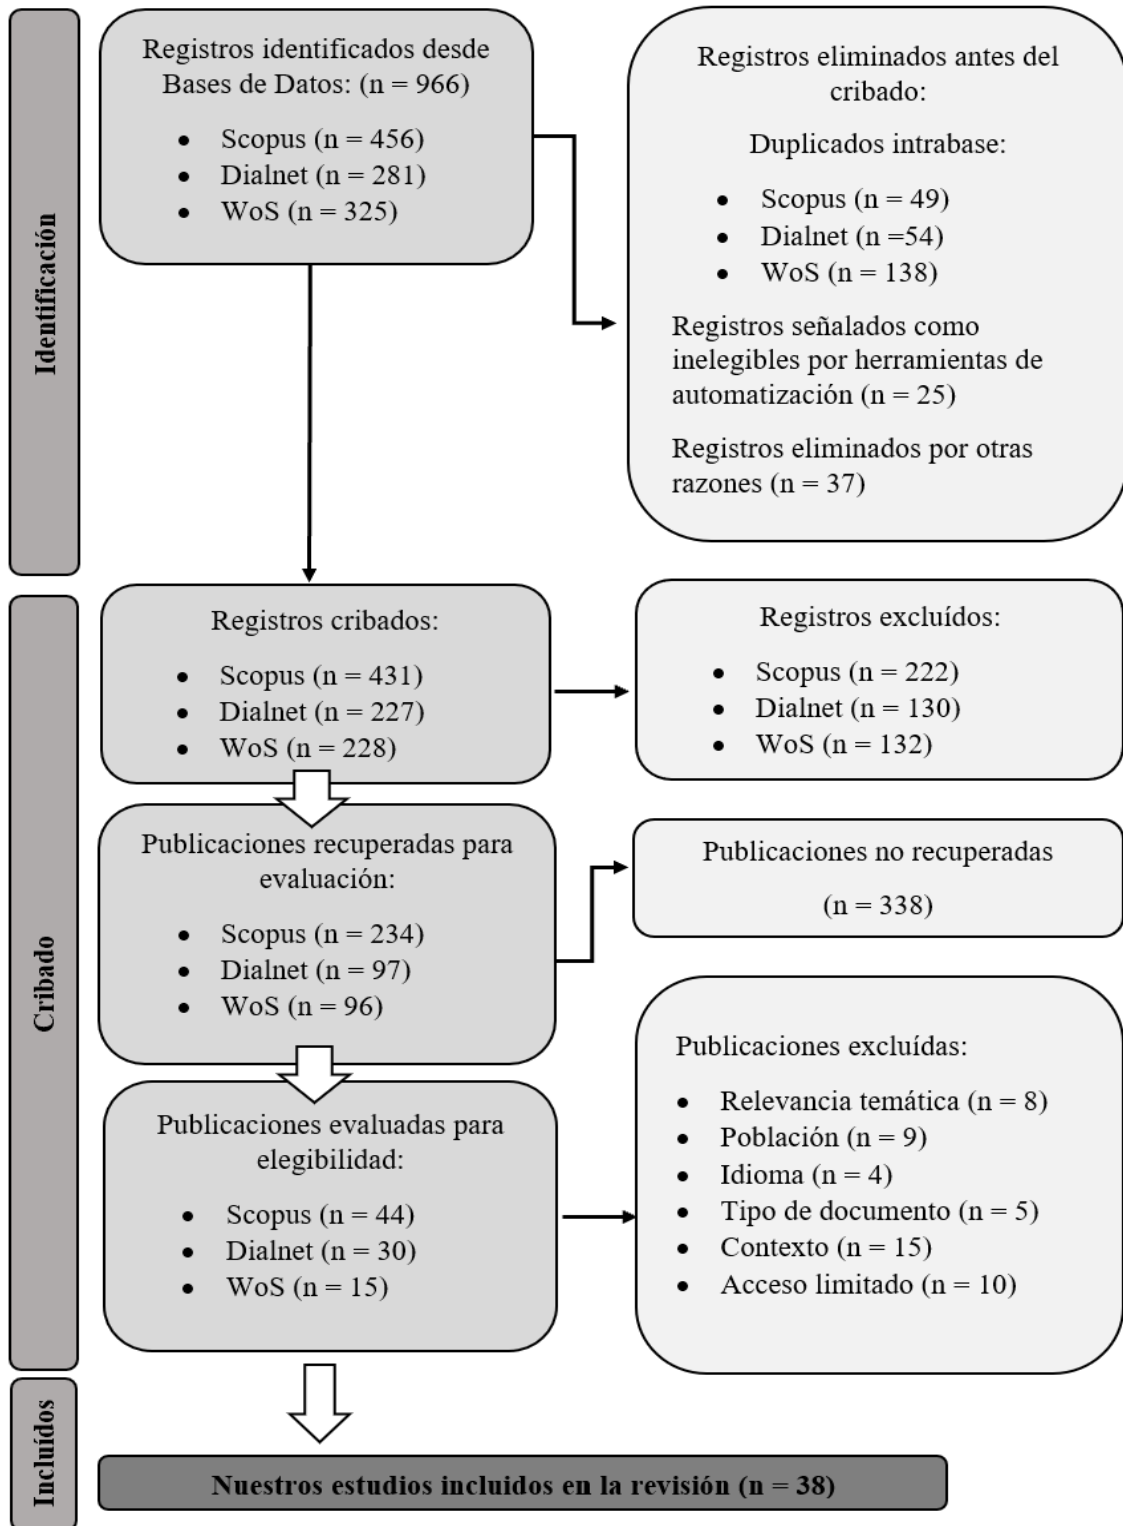 Identificación
Registros identificados desde
Bases de Datos: (n = 966)
• Scopus (n = 456)
• Dialnet (n = 281)
• WoS (n = 325)
Registros eliminados antes del
cribado:
Duplicados intrabase:
• Scopus (n = 49)
• Dialnet (n =54)
• WoS (n = 138)
Registros señalados como
inelegibles por herramientas de
automatización (n = 25)
Registros eliminados por otras
razones (n = 37)
Cribado
Registros cribados:
• Scopus (n = 431)
• Dialnet (n = 227)
• WoS (n = 228)
Registros excluídos:
• Scopus (n = 222)
• Dialnet (n = 130)
• WoS (n = 132)
Publicaciones recuperadas para
evaluación:
• Scopus (n = 234)
• Dialnet (n = 97)
• WoS (n = 96)
Publicaciones no recuperadas
(n = 338)
Publicaciones evaluadas para
elegibilidad:
• Scopus (n = 44)
• Dialnet (n = 30)
• WoS (n = 15)
Publicaciones excluídas:
• Relevancia temática (n = 8)
• Población (n = 9)
• Idioma (n = 4)
• Tipo de documento (n = 5)
• Contexto (n = 15)
• Acceso limitado (n = 10)
Incluídos
Nuestros estudios incluidos en la revisión (n = 38)